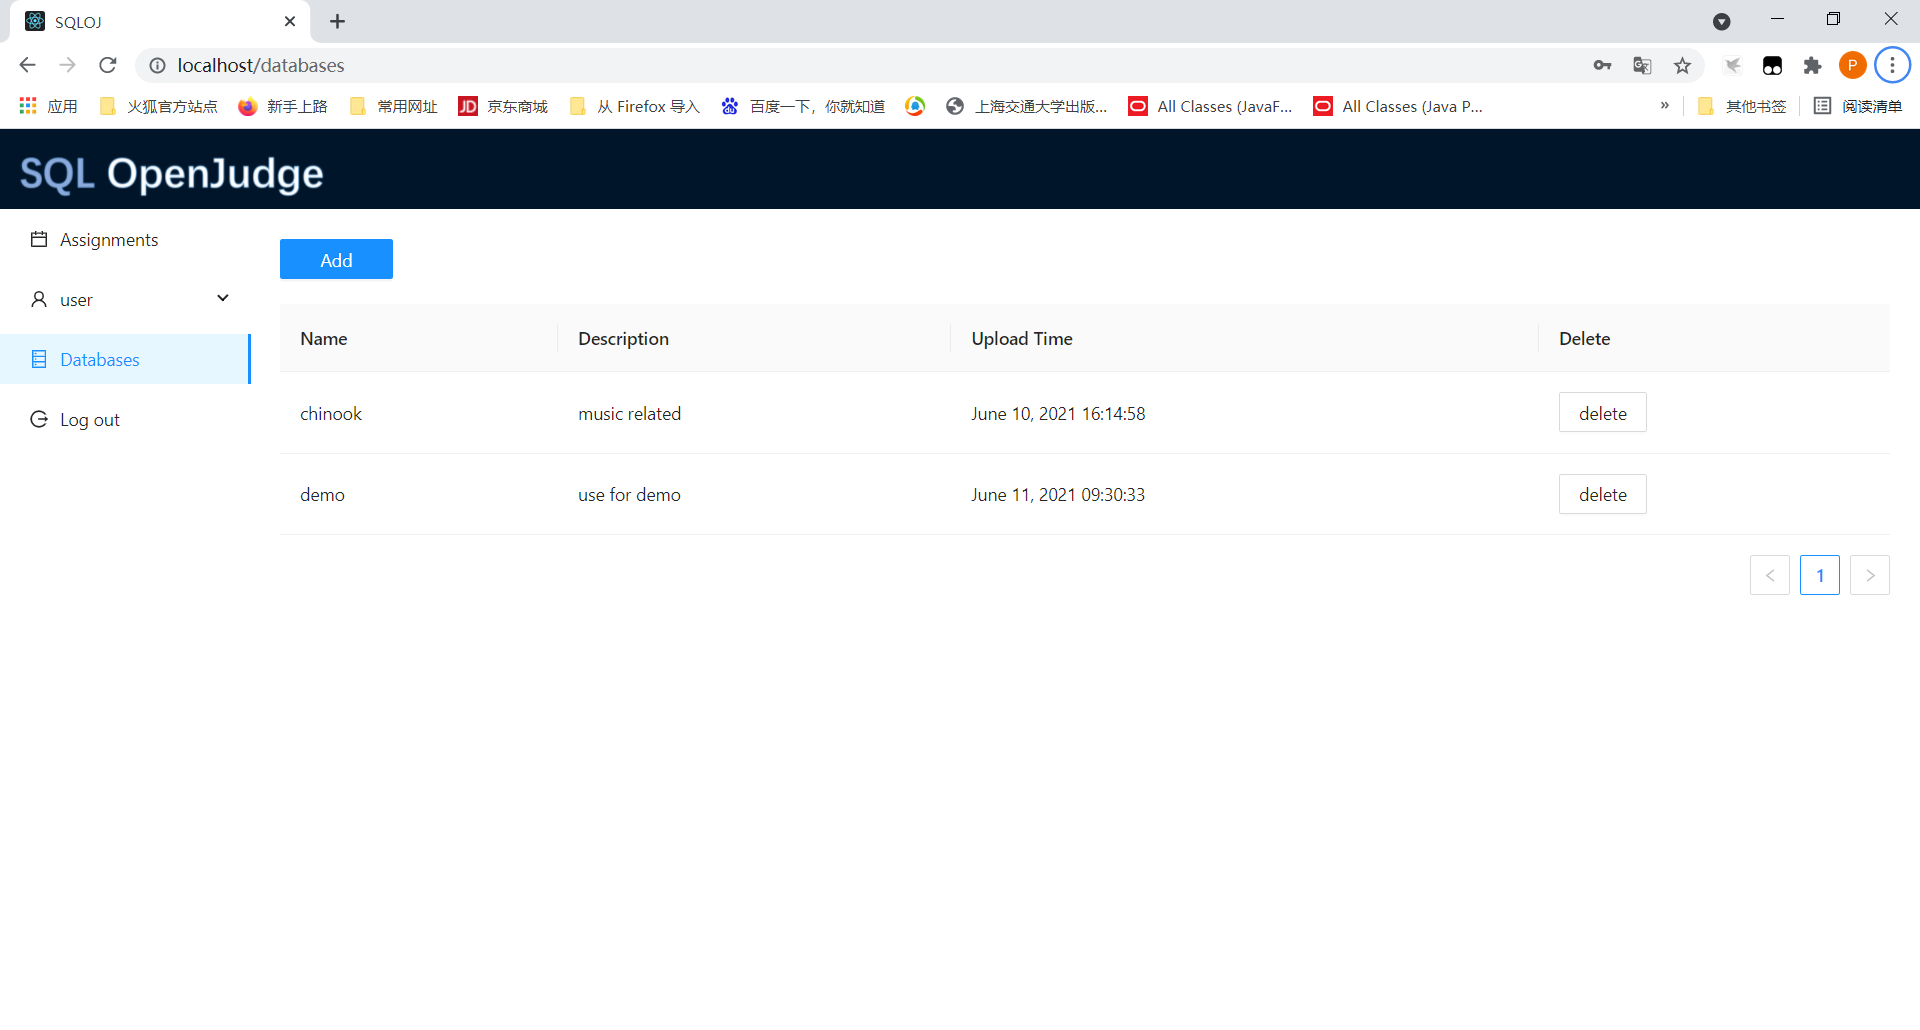 SQLOJ
localhost/databases
P
应用 火狐官方站点 新手上路 常用网址 JD 京东商城 从 Firefox 导入 百度一下，你就知道 上海交通大学出版... All Classes (JavaF... All Classes (Java P... » 其他书签 阅读清单
SQL OpenJudge
Assignments
user
Databases
Log out
Add
Name Description Upload Time Delete
chinook music related June 10, 2021 16:14:58 delete
demo use for demo June 11, 2021 09:30:33 delete
< 1 >